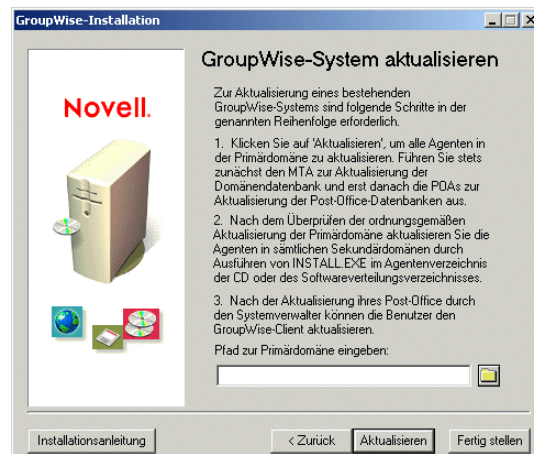 GroupWise-Installation
Novell.
GroupWise-System aktualisieren
Zur Aktualisierung eines bestehenden
GroupWise-Systems sind folgende Schritte in der
genannten Reihenfolge erforderlich.
1. Klicken Sie auf 'Aktualisieren', um alle Agenten in
der Primärdomäne zu aktualisieren. Führen Sie stets
zunächst den MTA zur Aktualisierung der
Domänendatenbank und erst danach die POAs zur
Aktualisierung der Post-Office-Datenbanken aus.
2. Nach dem Überprüfen der ordnungsgemäßen
Aktualisierung der Primärdomäne aktualisieren Sie die
Agenten in sämtlichen Sekundärdomänen durch
Ausführen von INSTALL.EXE im Agentenverzeichnis
der CD oder des Softwareverteilungsverzeichnisses.
3. Nach der Aktualisierung ihres Post-Office durch
den Systemverwalter können die Benutzer den
GroupWise-Client aktualisieren.
Pfad zur Primärdomäne eingeben:
Installationsanleitung
< Zurück
Aktualisieren
Fertig stellen